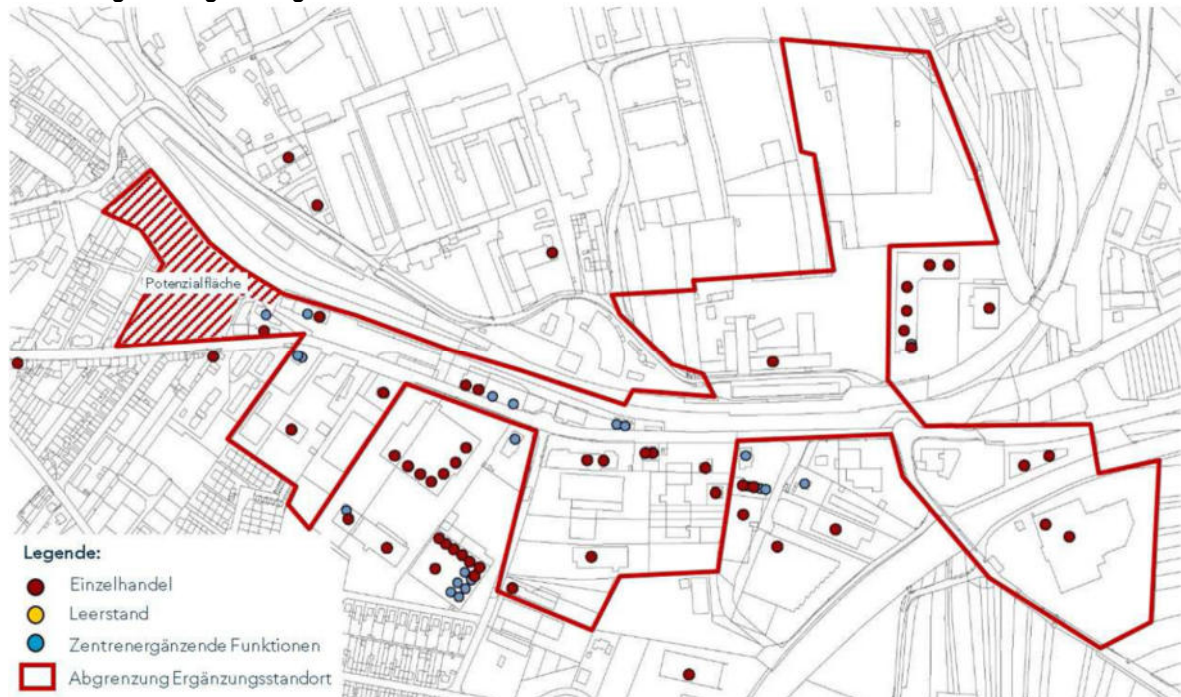 Potenzialfläche
Legende:
Einzelhandel
Leerstand
Zentrenergänzende Funktionen
Abgrenzung Ergänzungsstandort